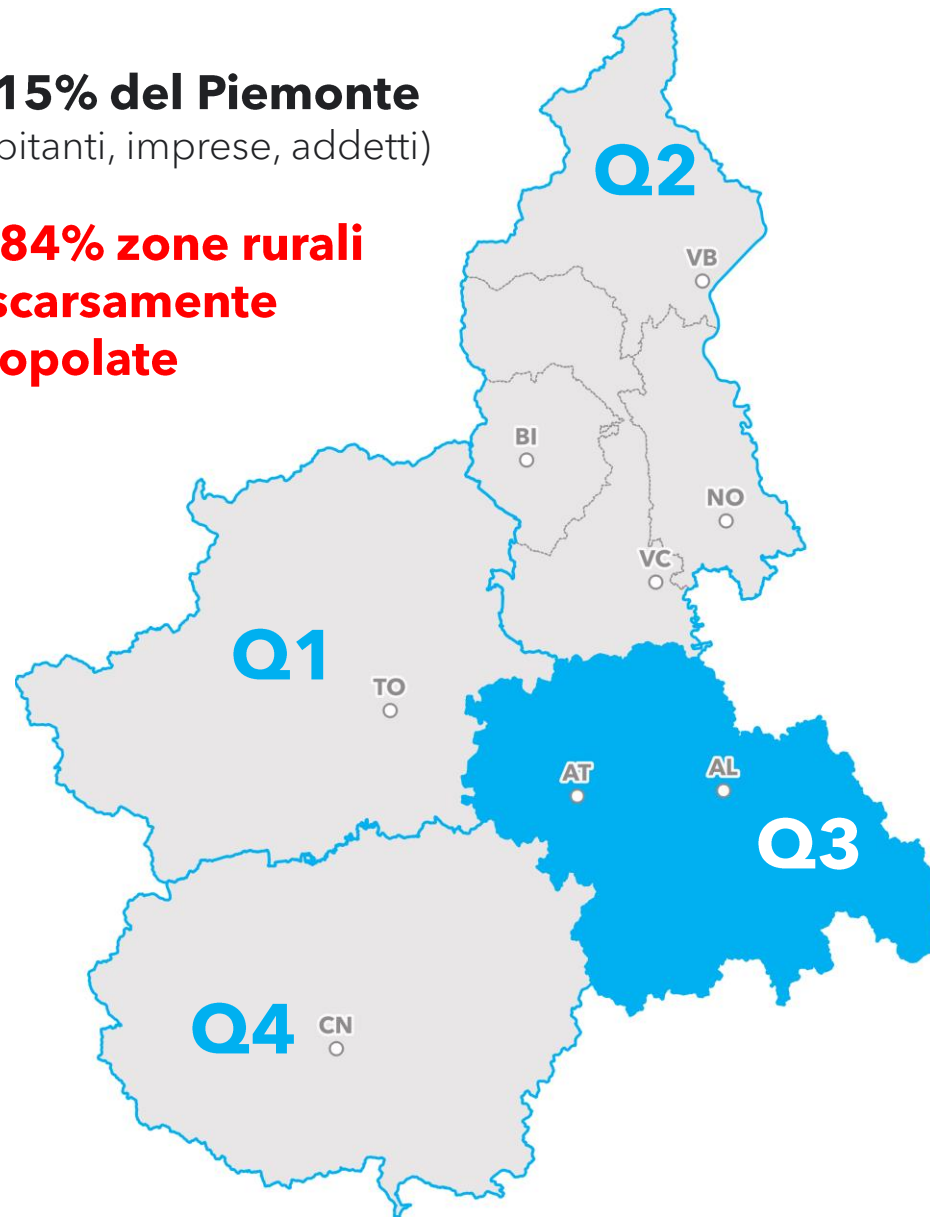 15% del Piemonte
bitanti, imprese, addetti)
84% zone rurali
scarsamente
opolate
Q2
VB
BI
NO
VC
Q1
TO
AT
AL
Q3
Q4
CN